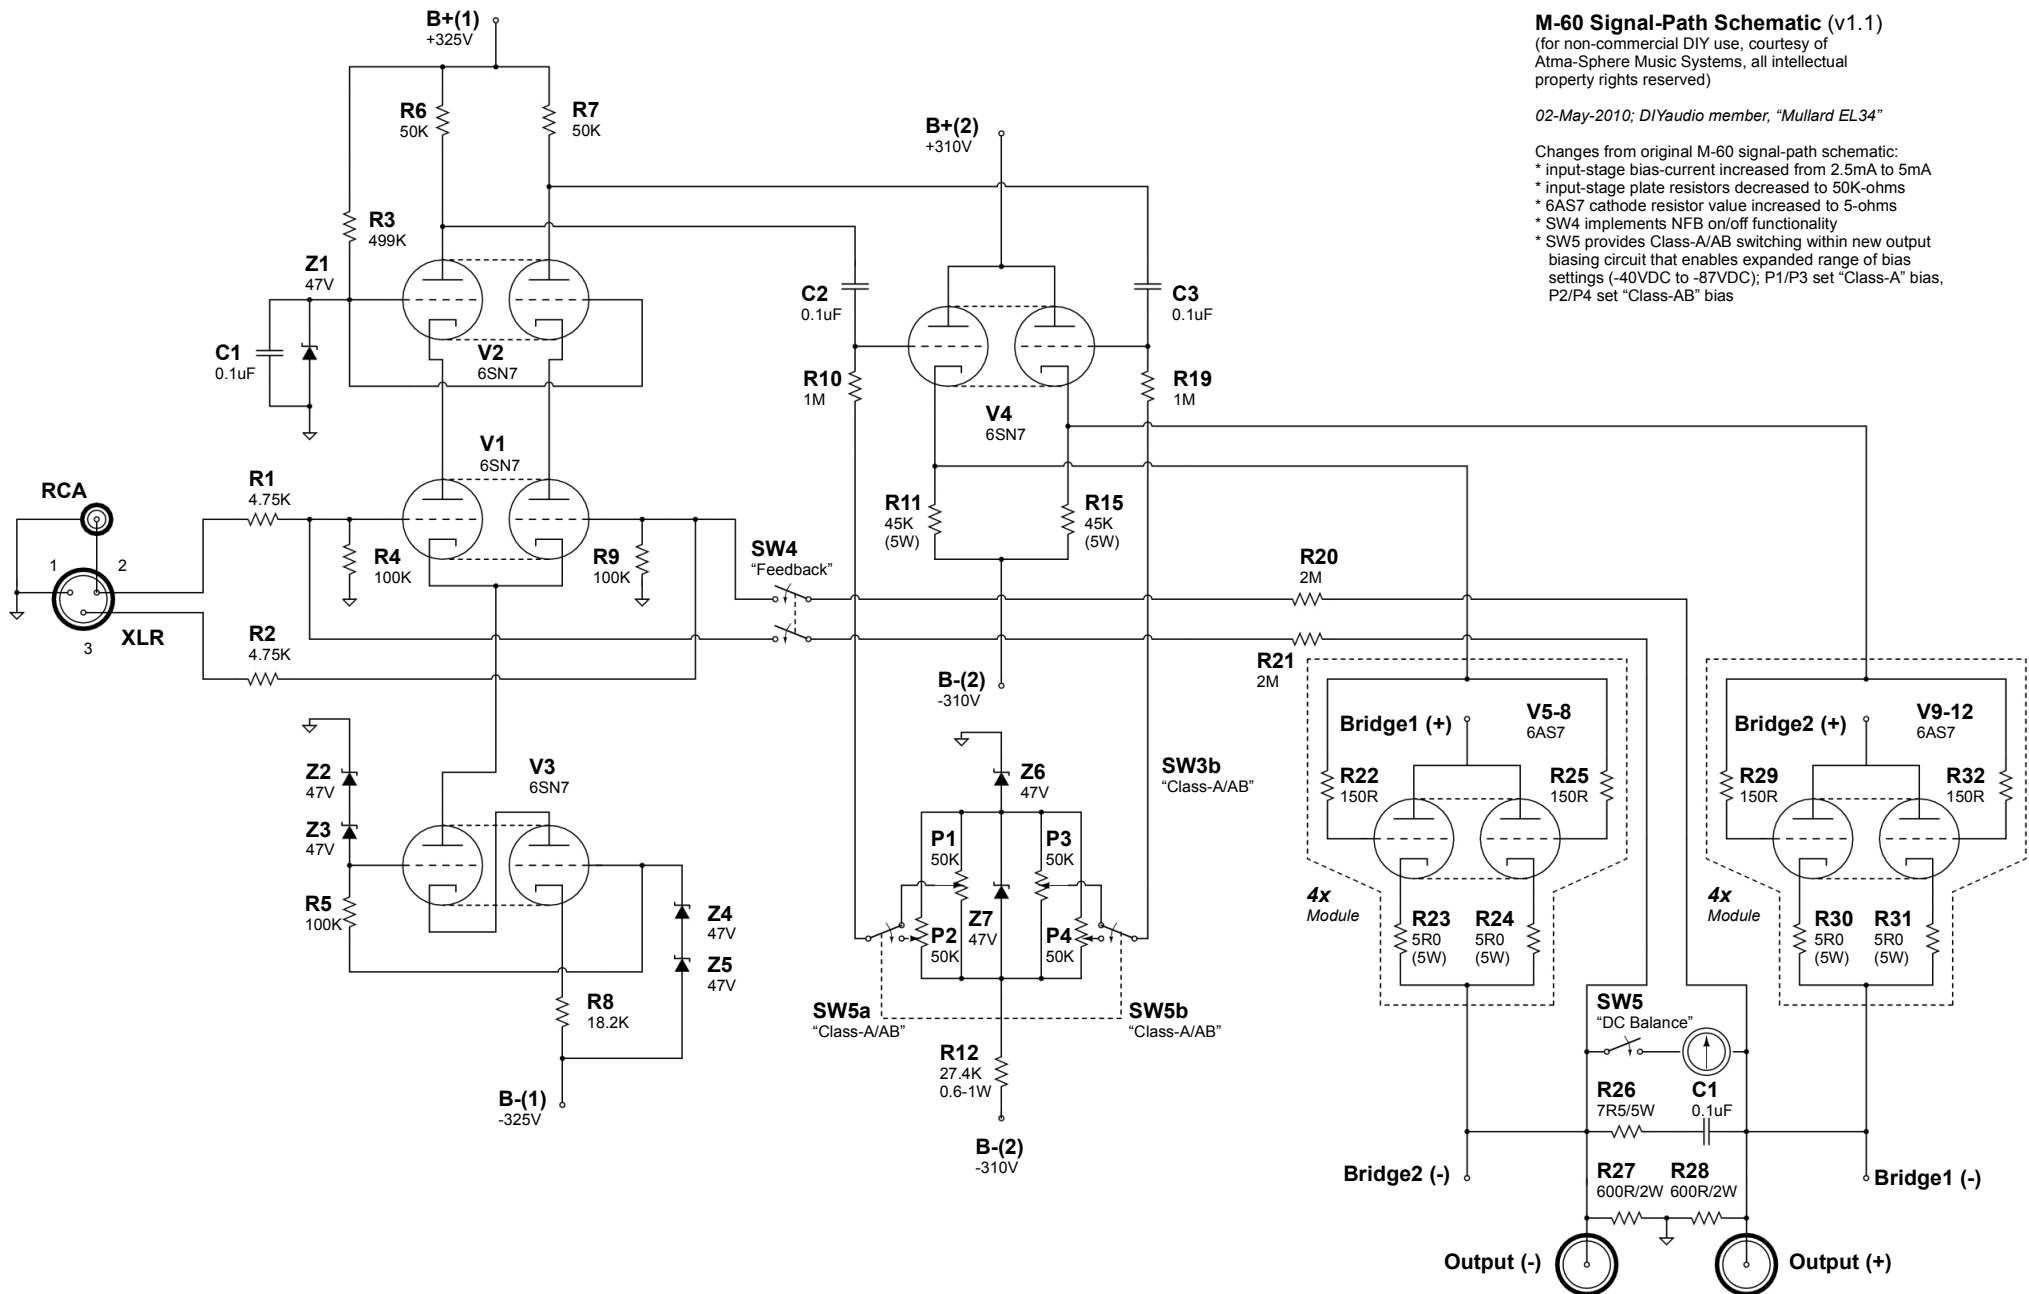 M-60 Signal-Path Schematic (v1.1)
(for non-commercial DIY use, courtesy of
Atma-Sphere Music Systems, all intellectual
property rights reserved)
02-May-2010; DIYaudio member, “Mullard EL34”
Changes from original M-60 signal-path schematic:
* input-stage bias-current increased from 2.5mA to 5mA
* input-stage plate resistors decreased to 50K-ohms
* 6AS7 cathode resistor value increased to 5-ohms
* SW4 implements NFB on/off functionality
* SW5 provides Class-A/AB switching within new output
biasing circuit that enables expanded range of bias
settings (-40VDC to -87VDC); P1/P3 set “Class-A” bias,
P2/P4 set “Class-AB” bias
B+(1)
+325V
R6
50K
R7
50K
R3
499K
Z1
47V
C1
0.1uF
V2
6SN7
B+(2)
+310V
C2
0.1uF
C3
0.1uF
R10
1M
R19
1M
V4
6SN7
V1
6SN7
RCA
R1
4.75K
1
2
3
XLR
R4
100K
R9
100K
R2
4.75K
SW4
“Feedback”
R11
45K
(5W)
R15
45K
(5W)
R20
2M
R21
2M
B-(2)
-310V
Z2
47V
Z3
47V
V3
6SN7
R5
100K
Z4
47V
Z5
47V
R8
18.2K
B-(1)
-325V
Z6
47V
SW3b
“Class-A/AB”
P1
50K
P3
50K
P2
50K
Z7
47V
P4
50K
SW5a
“Class-A/AB”
SW5b
“Class-A/AB”
R12
27.4K
0.6-1W
B-(2)
-310V
Bridge1 (+)
V5-8
6AS7
R22
150R
R25
150R
4x
Module
R23
5R0
(5W)
R24
5R0
(5W)
Bridge2 (+)
V9-12
6AS7
R29
150R
R32
150R
4x
Module
R30
5R0
(5W)
R31
5R0
(5W)
SW5
“DC Balance”
R26
7R5/5W
C1
0.1uF
Bridge2 (-)
R27
600R/2W
R28
600R/2W
Bridge1 (-)
Output (-)
Output (+)